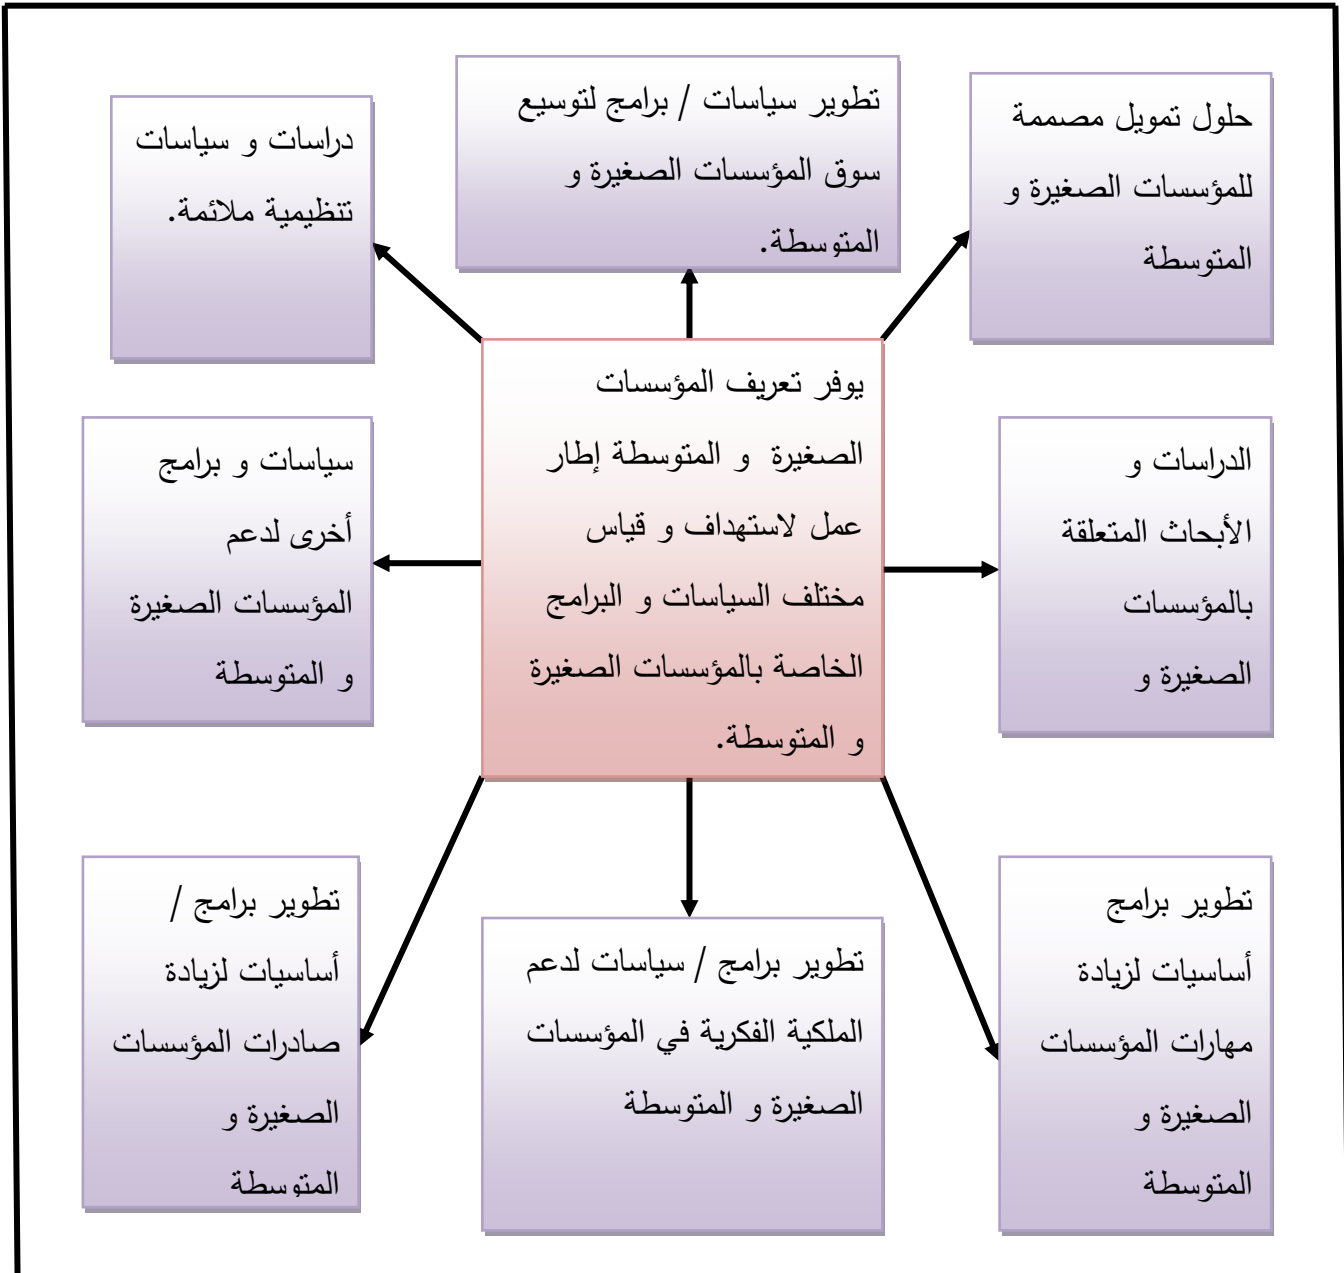 حلول تمويل مصممة
للمؤسسات الصغيرة و
المتوسطة
تطوير سياسات / برامج لتوسيع
سوق المؤسسات الصغيرة و
المتوسطة.
دراسات و سياسات
تنظيمية ملائمة.
يوفر تعريف المؤسسات
الصغيرة و المتوسطة إطار
عمل لاستهداف و قياس
مختلف السياسات و البرامج
الخاصة بالمؤسسات الصغيرة
و المتوسطة.
الدراسات و
الأبحاث المتعلقة
بالمؤسسات
الصغيرة و
سياسات و برامج
أخرى لدعم
المؤسسات الصغيرة
و المتوسطة
تطوير برامج
أساسيات لزيادة
مهارات المؤسسات
الصغيرة و
المتوسطة
تطوير برامج / سياسات لدعم
الملكية الفكرية في المؤسسات
الصغيرة و المتوسطة
تطوير برامج /
أساسيات لزيادة
صادرات المؤسسات
الصغيرة و
المتوسطة